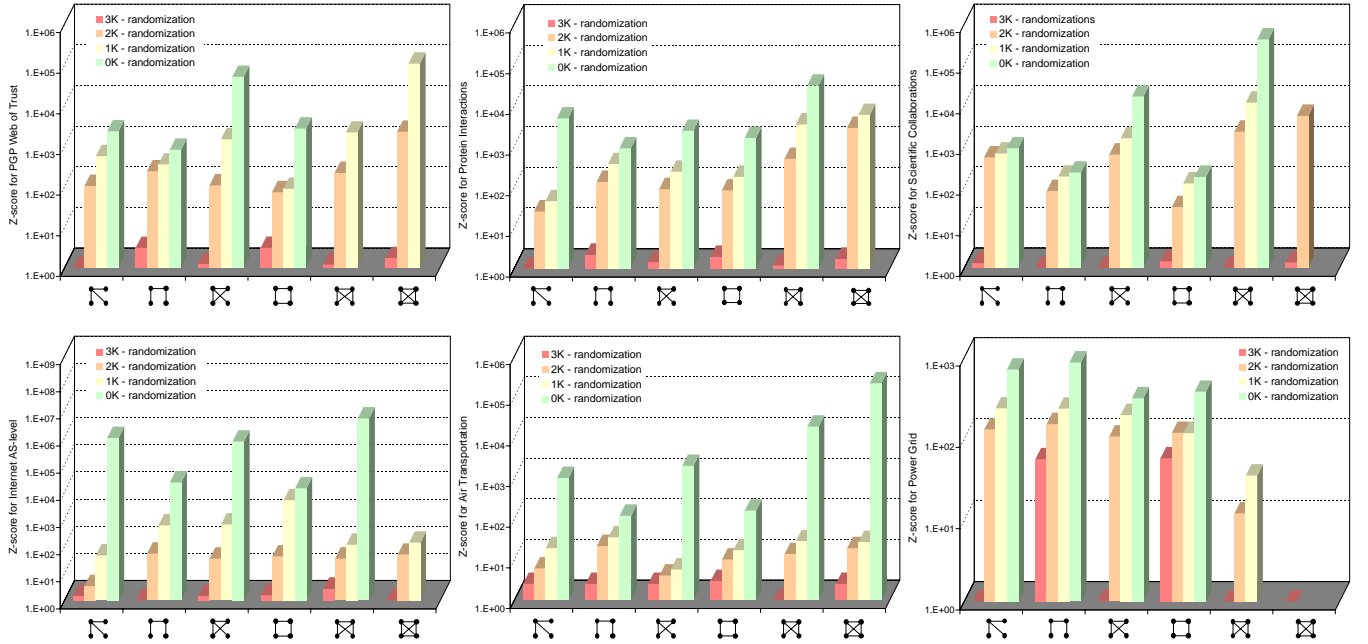 3K - randomization
2K - randomization
1K - randomization
0K - randomization
1.E+06
1.E+05
1.E+04
1.E+03
1.E+02
1.E+01
1.E+00
Z-score for PGP Web of Trust
3K - randomization
2K - randomization
1K - randomization
0K - randomization
1.E+06
1.E+05
1.E+04
1.E+03
1.E+02
1.E+01
1.E+00
Z-score for Protein Interactions
3K - randomizations
2K - randomization
1K - randomization
0K - randomization
1.E+06
1.E+05
1.E+04
1.E+03
1.E+02
1.E+01
1.E+00
Z-score for Scientific Collaborations
3K - randomization
2K - randomization
1K - randomization
0K - randomization
1.E+09
1.E+08
1.E+07
1.E+06
1.E+05
1.E+04
1.E+03
1.E+02
1.E+01
1.E+00
Z-score for Internet AS-level
3K - randomization
2K - randomization
1K - randomization
0K - randomization
1.E+06
1.E+05
1.E+04
1.E+03
1.E+02
1.E+01
1.E+00
Z-score for Air Transportation
3K - randomization
2K - randomization
1K - randomization
0K - randomization
1.E+03
1.E+02
1.E+01
1.E+00
Z-score for Power Grid